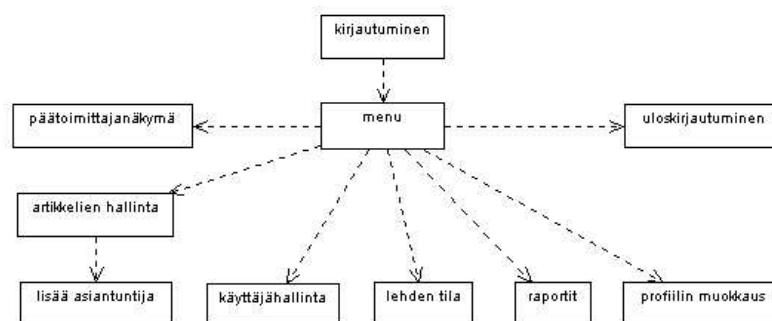 kirjautuminen
päätoimittajanäkymä
menu
uloskirjautuminen
artikkelien hallinta
lisää asiantuntija
käyttäjähallinta
lehden tila
raportit
profiilin muokkaus